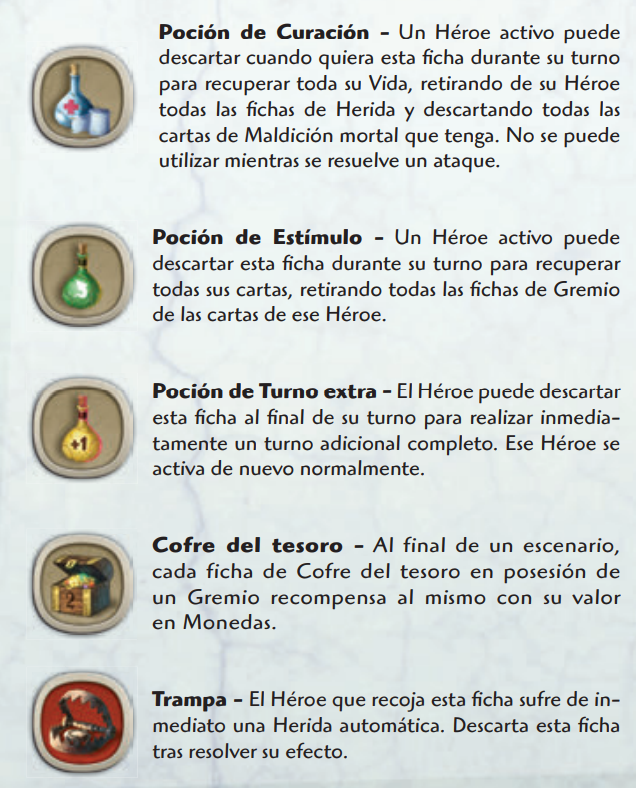 Poción de Curación - Un Héroe activo puede
descartar cuando quiera esta ficha durante su turno
para recuperar toda su Vida, retirando de su Héroe
todas las fichas de Herida y descartando todas las
cartas de Maldición mortal que tenga. No se puede
utilizar mientras se resuelve un ataque.
Poción de Estímulo - Un Héroe activo puede
descartar esta ficha durante su turno para recuperar
todas sus cartas, retirando todas las fichas de Gremio
de las cartas de ese Héroe.
+1
Poción de Turno extra - El Héroe puede descartar
esta ficha al final de su turno para realizar inmedia-
tamente un turno adicional completo. Ese Héroe se
activa de nuevo normalmente.
2
Cofre del tesoro - Al final de un escenario,
cada ficha de Cofre del tesoro en posesión de
un Gremio recompensa al mismo con su valor
en Monedas.
Trampa - El Héroe que recoja esta ficha sufre de in-
mediato una Herida automática. Descarta esta ficha
tras resolver su efecto.